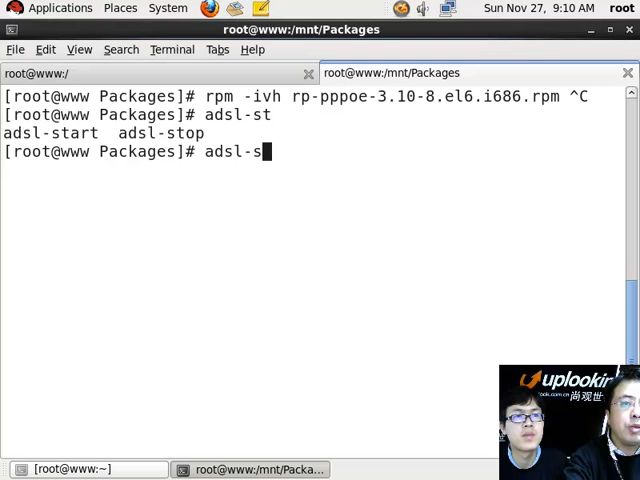 Applications Places System Sun Nov 27, 9:10 AM root
root@www:/mnt/Packages
File Edit View Search Terminal Tabs Help
root@www:/ root@www:/mnt/Packages
[root@www Packages]# rpm -ivh rp-pppoe-3.10-8.el6.i686.rpm ^C
[root@www Packages]# adsl-st
adsl-start adsl-stop
[root@www Packages]# adsl-s
uplookin
ook.com.cn 尚观世
[root@www:~] root@www:/mnt/Packa...